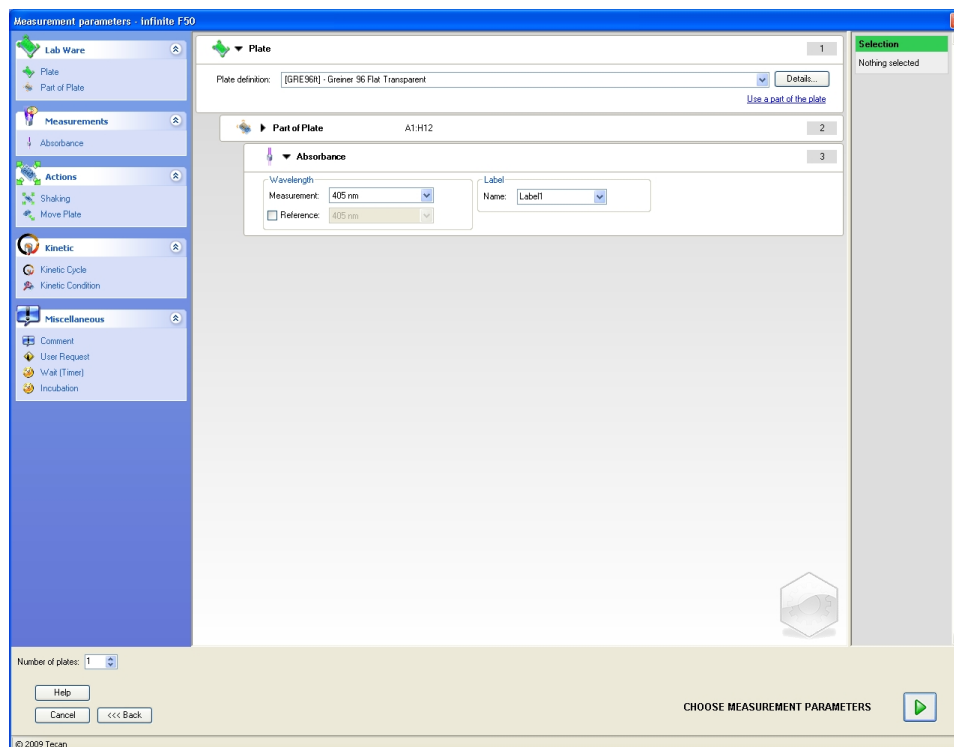 Measurement parameters - infinite F50
Lab Ware
Plate
Part of Plate
Measurements
Absorbance
Actions
Shaking
Move Plate
Kinetic
Kinetic Cycle
Kinetic Condition
Miscellaneous
Comment
User Request
Wait (Timer)
Incubation
Plate 1
Plate definition: [GRE96ft] - Greiner 96 Flat Transparent Details...
Use a part of the plate
Part of Plate A1:H12 2
Absorbance 3
Wavelength
Measurement: 405 nm
Reference: 405 nm
Label
Name: Label1
Selection
Nothing selected
Number of plates: 1
Help
Cancel <<< Back
CHOOSE MEASUREMENT PARAMETERS
© 2009 Tecan